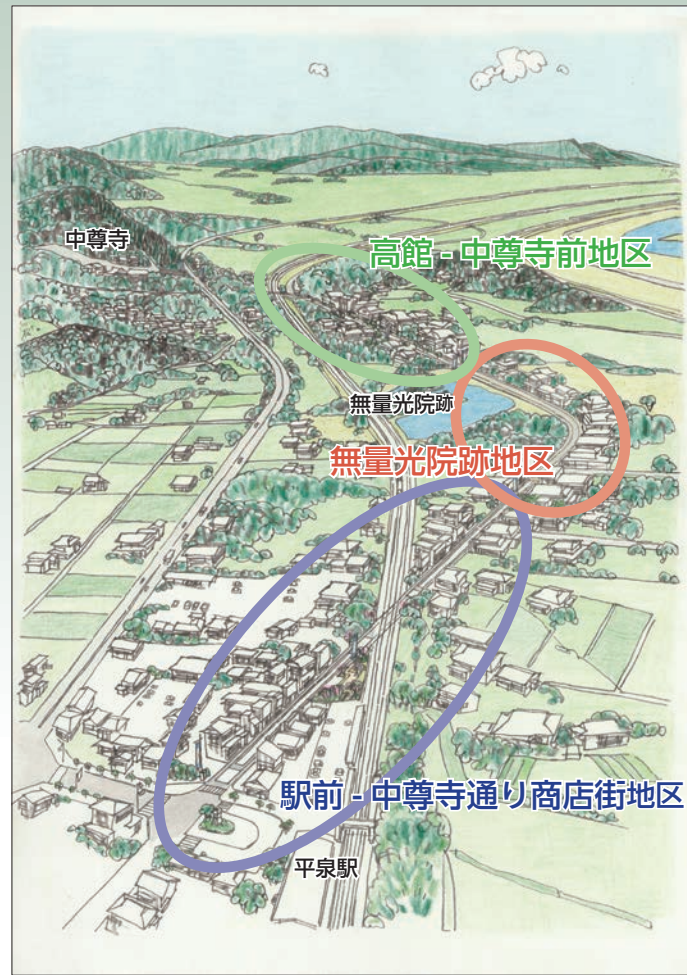 中尊寺
高館 - 中尊寺前地区
無量光院跡
無量光院跡地区
駅前 - 中尊寺通り商店街地区
平泉駅